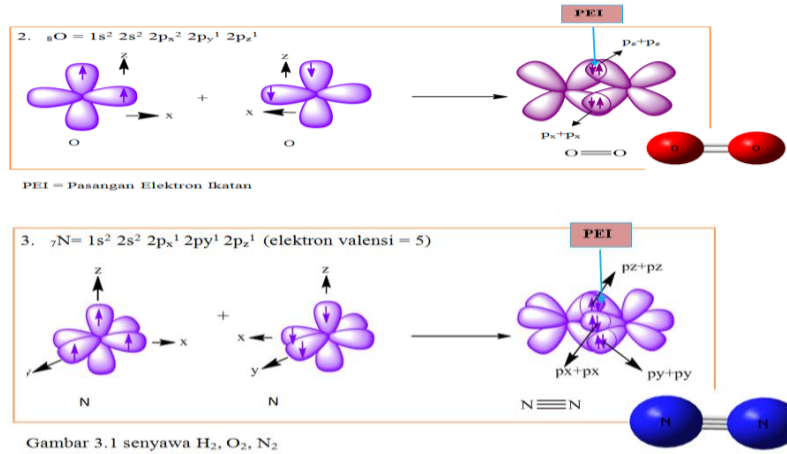 PEI
2. ₈O = 1s² 2s² 2pₓ² 2pᵧ¹ 2p_z¹
z
z
pz+pz
+
x
x
O
O
px+px
O O
O
O
PEI = Pasangan Elektron Ikatan
PEI
3. ₇N= 1s² 2s² 2pₓ¹ 2py¹ 2p_z¹ (elektron valensi = 5)
z
z
pz+pz
+
x
x
y
y
px+px
py+py
N
N
N N
N
N
Gambar 3.1 senyawa H₂, O₂, N₂